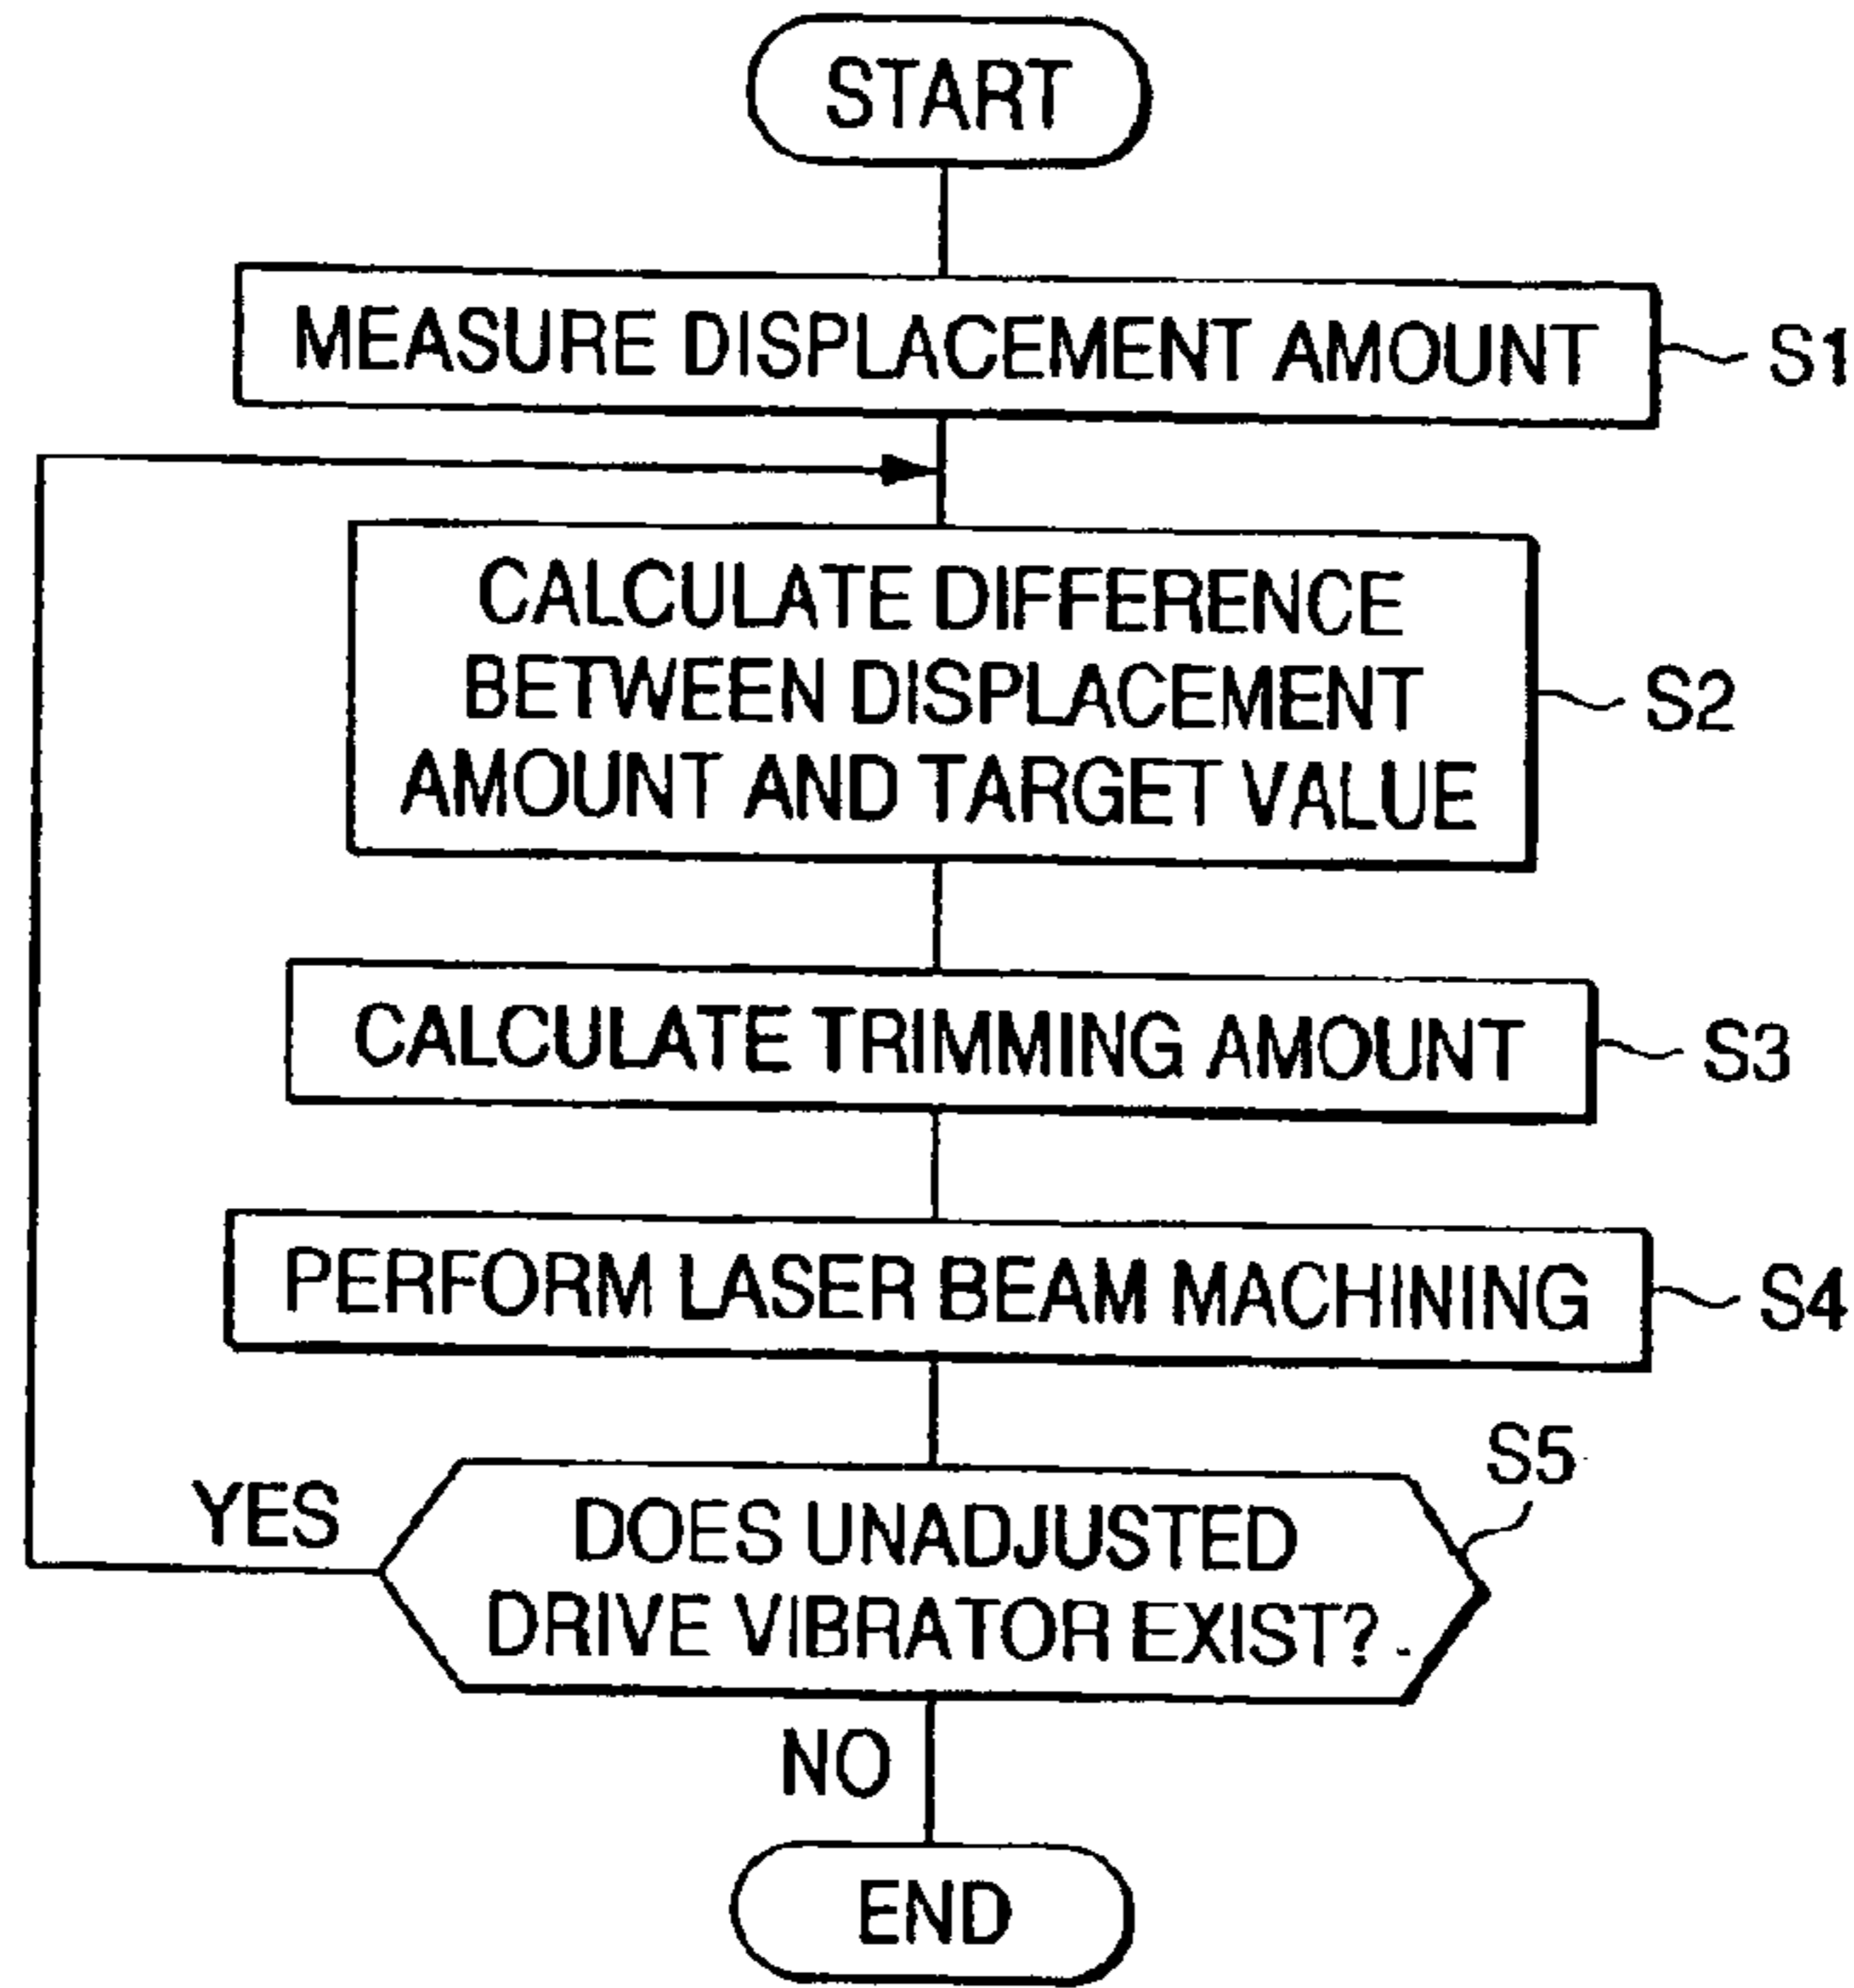 START
MEASURE DISPLACEMENT AMOUNT
S1
CALCULATE DIFFERENCE
BETWEEN DISPLACEMENT
AMOUNT AND TARGET VALUE
S2
CALCULATE TRIMMING AMOUNT
S3
PERFORM LASER BEAM MACHINING
S4
S5
YES
DOES UNADJUSTED
DRIVE VIBRATOR EXIST?
NO
END